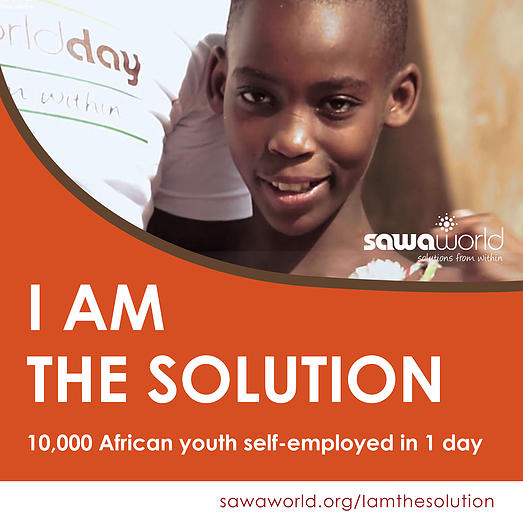 day
within
sawaworld
solutions from within
I AM
THE SOLUTION
10,000 African youth self-employed in 1 day
sawaworld.org/Iamthesolution